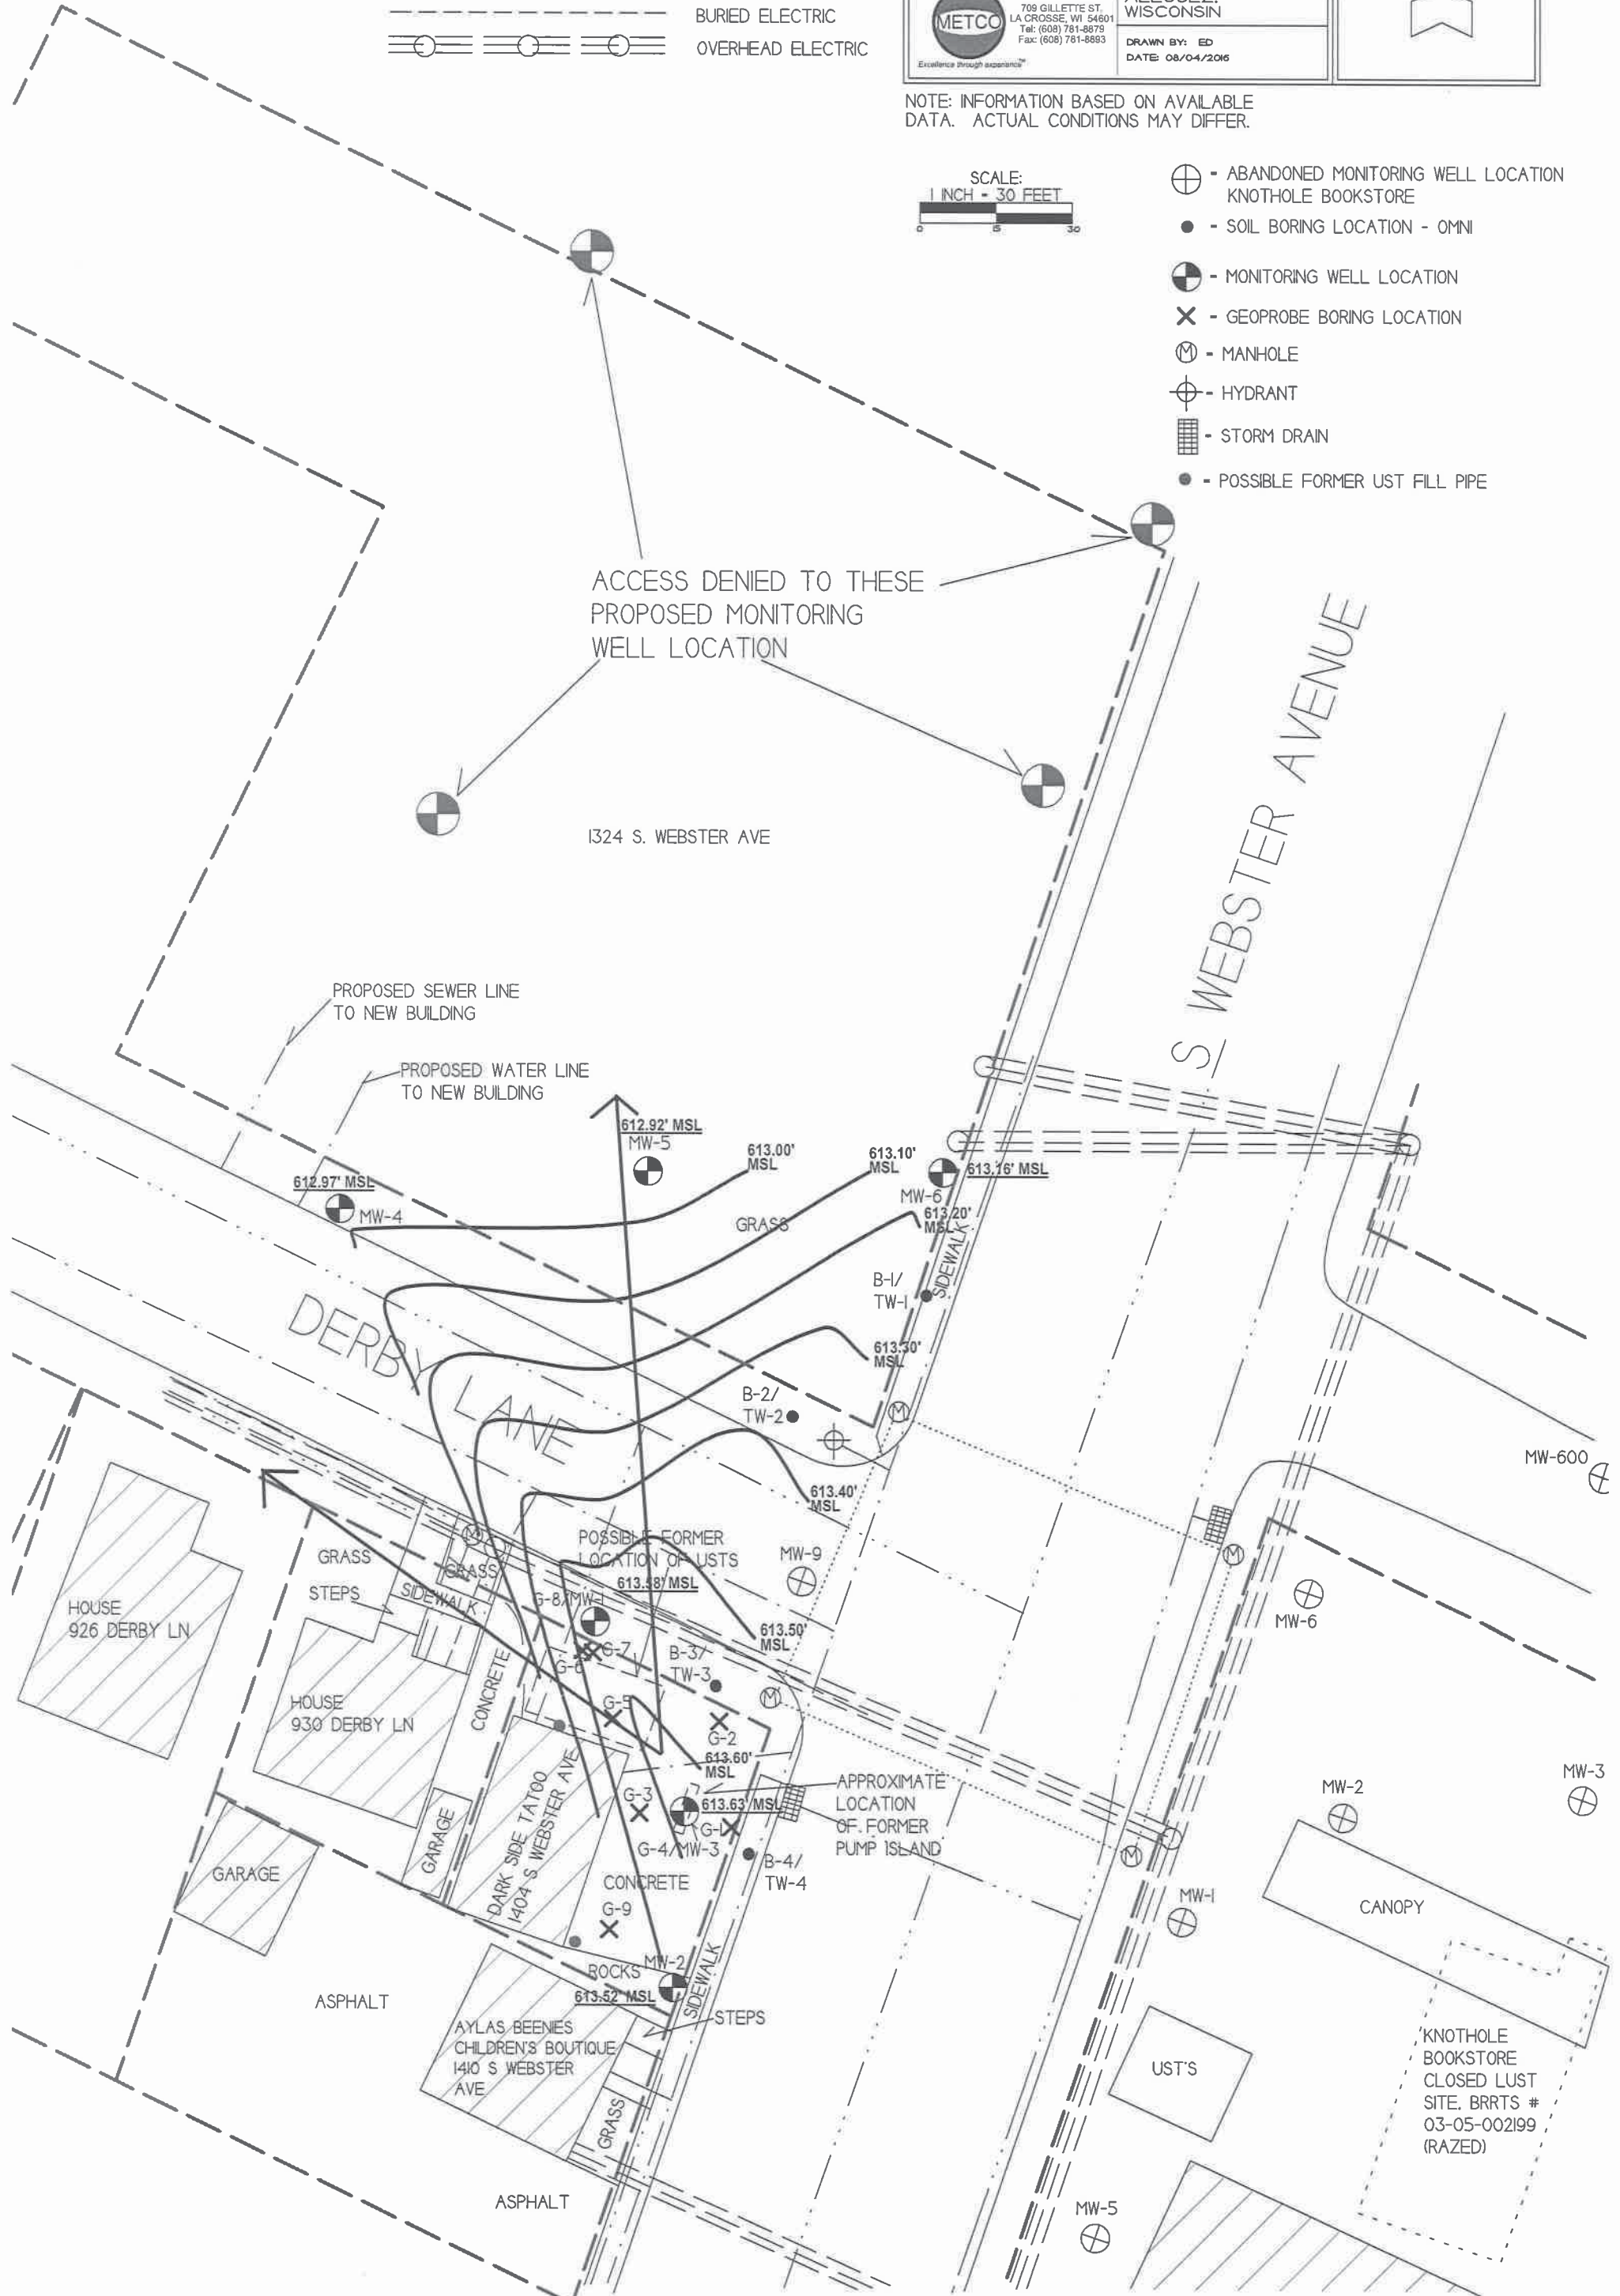 BURIED ELECTRIC
OVERHEAD ELECTRIC
METCO
Excellence through experience™
709 GILLETTE ST.
LA CROSSE, WI 54601
Tel: (608) 781-8879
Fax: (608) 781-8893
WISCONSIN
DRAWN BY: ED
DATE: 08/04/2016
NOTE: INFORMATION BASED ON AVAILABLE
DATA. ACTUAL CONDITIONS MAY DIFFER.
SCALE:
1 INCH - 30 FEET
0 15 30
- ABANDONED MONITORING WELL LOCATION
KNOTHOLE BOOKSTORE
- SOIL BORING LOCATION - OMNI
- MONITORING WELL LOCATION
- GEOPROBE BORING LOCATION
M - MANHOLE
- HYDRANT
- STORM DRAIN
- POSSIBLE FORMER UST FILL PIPE
ACCESS DENIED TO THESE
PROPOSED MONITORING
WELL LOCATION
S WEBSTER AVENUE
1324 S. WEBSTER AVE
PROPOSED SEWER LINE
TO NEW BUILDING
PROPOSED WATER LINE
TO NEW BUILDING
612.92' MSL
MW-5
613.00'
MSL
613.10'
MSL
613.16' MSL
MW-6
612.97' MSL
MW-4
GRASS
613.20'
MSL
SIDEWALK
B-1/
TW-1
DERBY LANE
613.30'
MSL
B-2/
TW-2
M
MW-600
613.40'
MSL
M
POSSIBLE FORMER
LOCATION OF USTS
613.58' MSL
MW-9
M
GRASS
GRASS
STEPS
SIDEWALK
HOUSE
926 DERBY LN
G-8/MW-1
MW-6
613.50'
MSL
G-7
G-6
B-3/
TW-3
CONCRETE
M
HOUSE
930 DERBY LN
G-5
G-2
613.60'
MSL
DARK SIDE TATOO
1404 S WEBSTER AVE
APPROXIMATE
LOCATION
OF FORMER
PUMP ISLAND
G-3
613.63' MSL
G-1
G-4/MW-3
MW-2
MW-3
GARAGE
GARAGE
B-4/
TW-4
M
CONCRETE
G-9
MW-1
CANOPY
ROCKS
MW-2
613.52' MSL
SIDEWALK
STEPS
ASPHALT
AYLAS BEENIES
CHILDREN'S BOUTIQUE
1410 S WEBSTER
AVE
GRASS
UST'S
KNOTHOLE
BOOKSTORE
CLOSED LUST
SITE. BRRTS #
03-05-002199
(RAZED)
ASPHALT
MW-5